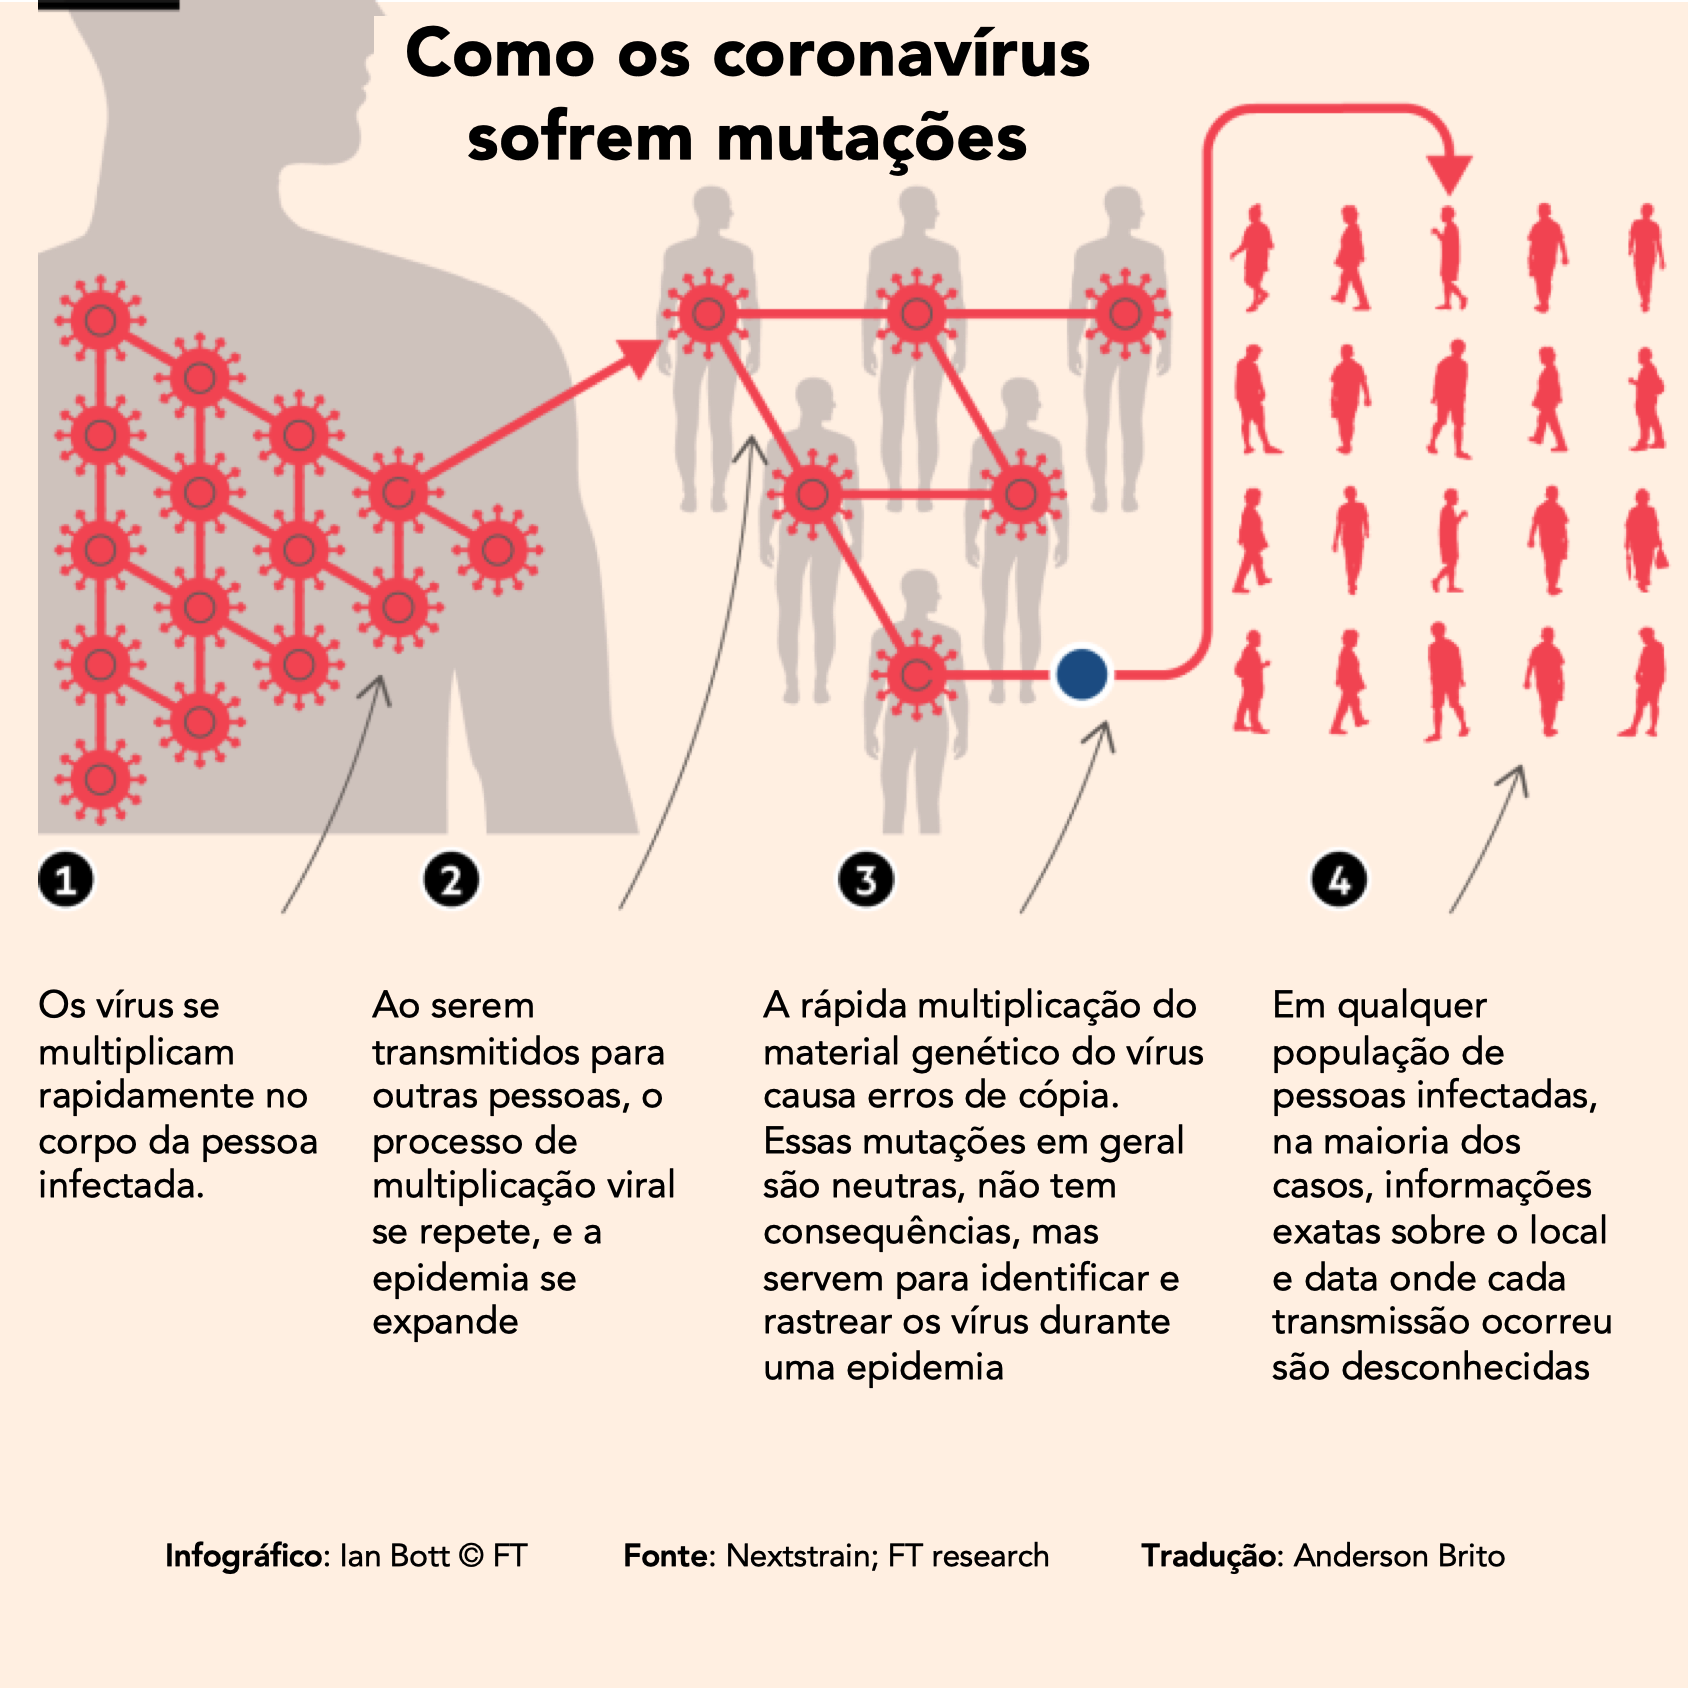 Como os coronavírus
sofrem mutações
1
2
3
4
Os vírus se
multiplicam
rapidamente no
corpo da pessoa
infectada.
Ao serem
transmitidos para
outras pessoas, o
processo de
multiplicação viral
se repete, e a
epidemia se
expande
A rápida multiplicação do
material genético do vírus
causa erros de cópia.
Essas mutações em geral
são neutras, não tem
consequências, mas
servem para identificar e
rastrear os vírus durante
uma epidemia
Em qualquer
população de
pessoas infectadas,
na maioria dos
casos, informações
exatas sobre o local
e data onde cada
transmissão ocorreu
são desconhecidas
Infográfico: Ian Bott © FT
Fonte: Nextstrain; FT research
Tradução: Anderson Brito